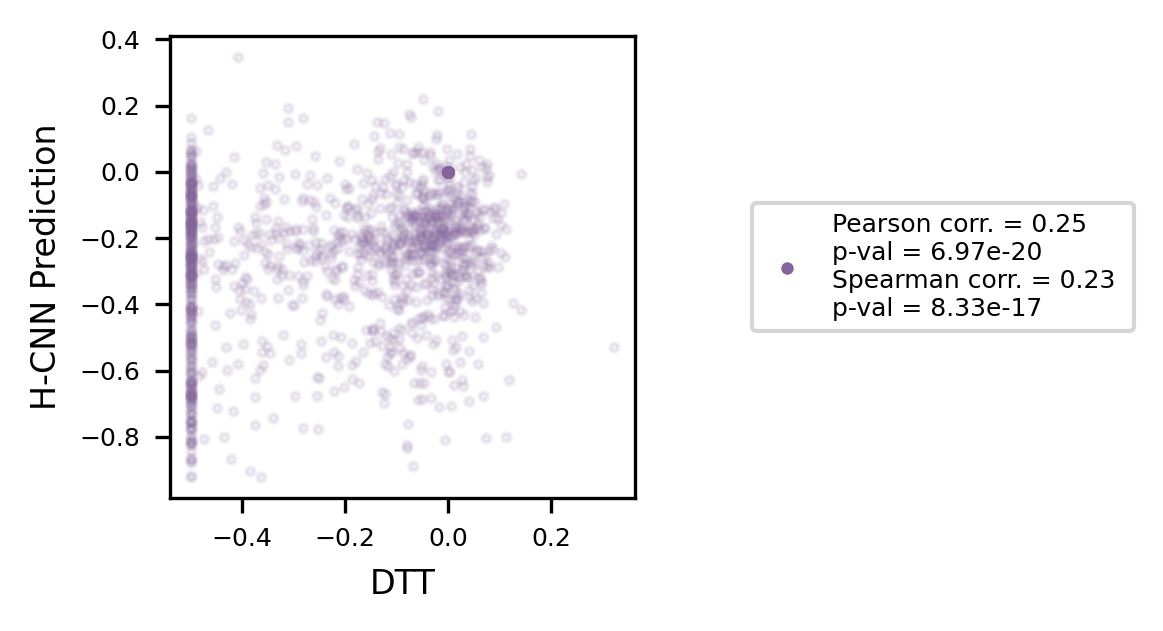 0.4
0.2
0.0
−0.2
−0.4
−0.6
−0.8
H-CNN Prediction
−0.4
−0.2
0.0
0.2
DTT
Pearson corr. = 0.25
p-val = 6.97e-20
Spearman corr. = 0.23
p-val = 8.33e-17